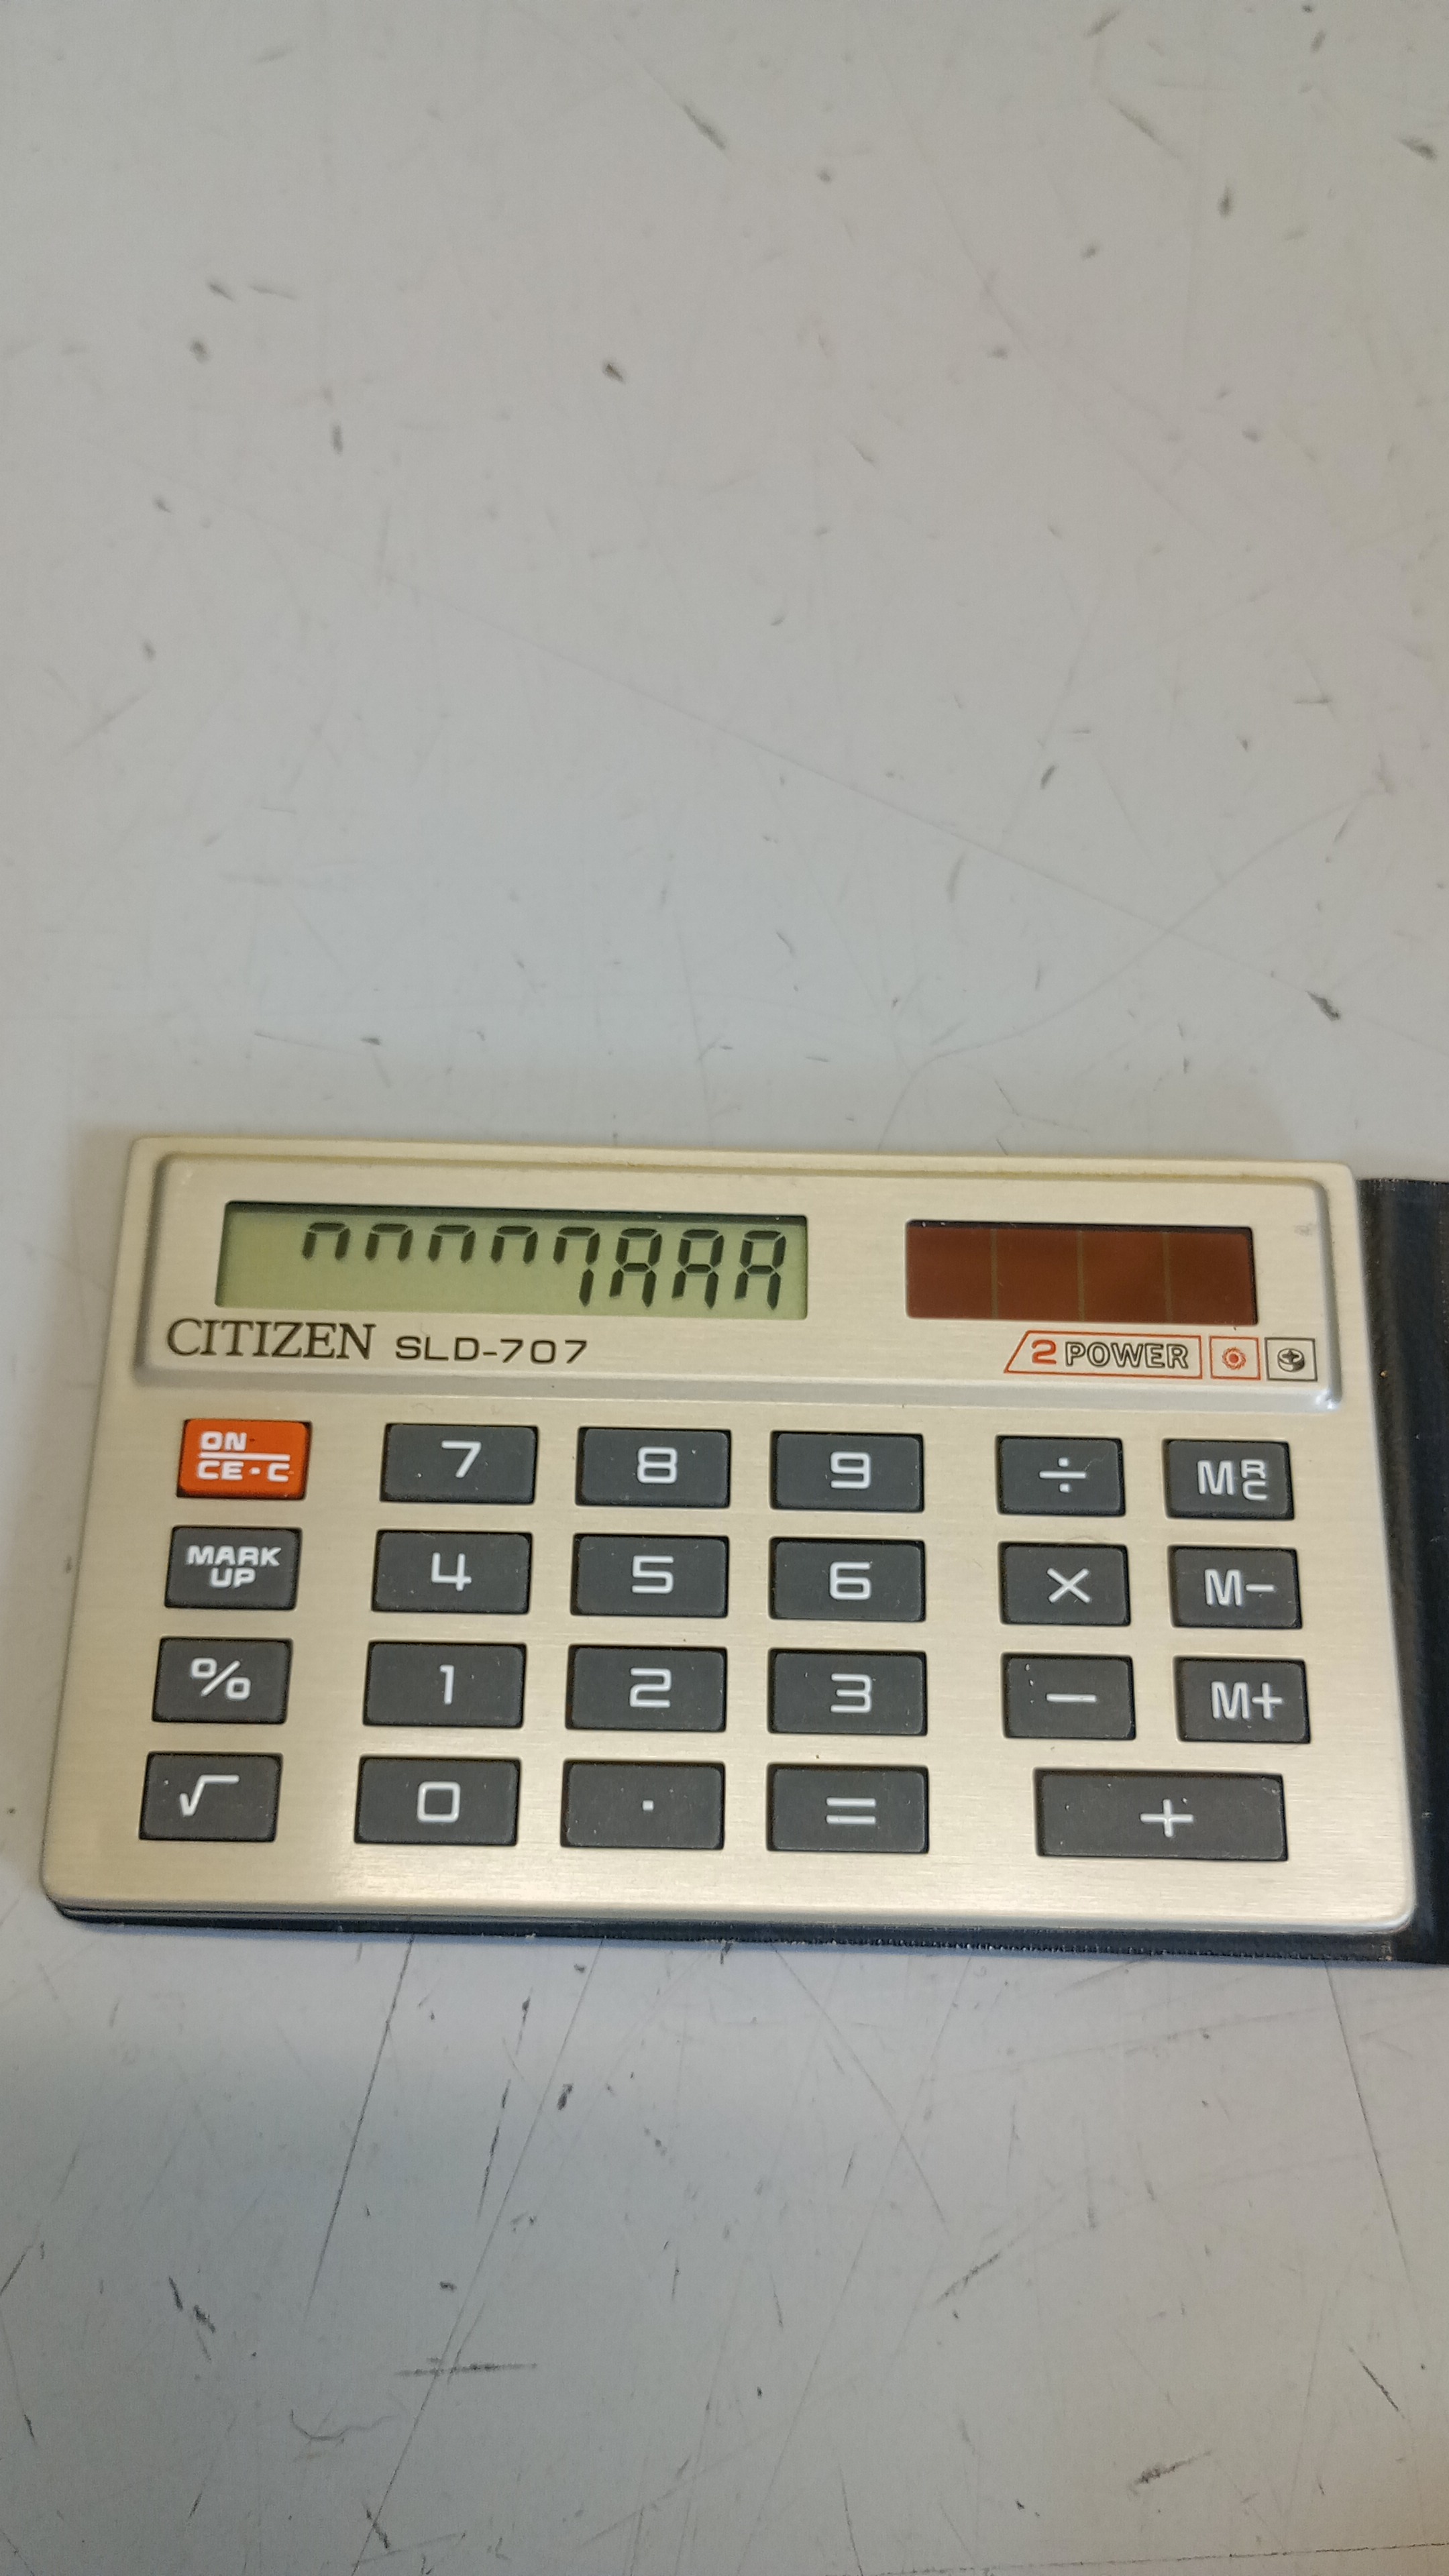 CITIZEN SLD-707
2 POWER
ON CE·C 7 8 9 ÷ MRC
MARK UP 4 5 6 × M−
% 1 2 3 − M+
√ 0 · = +